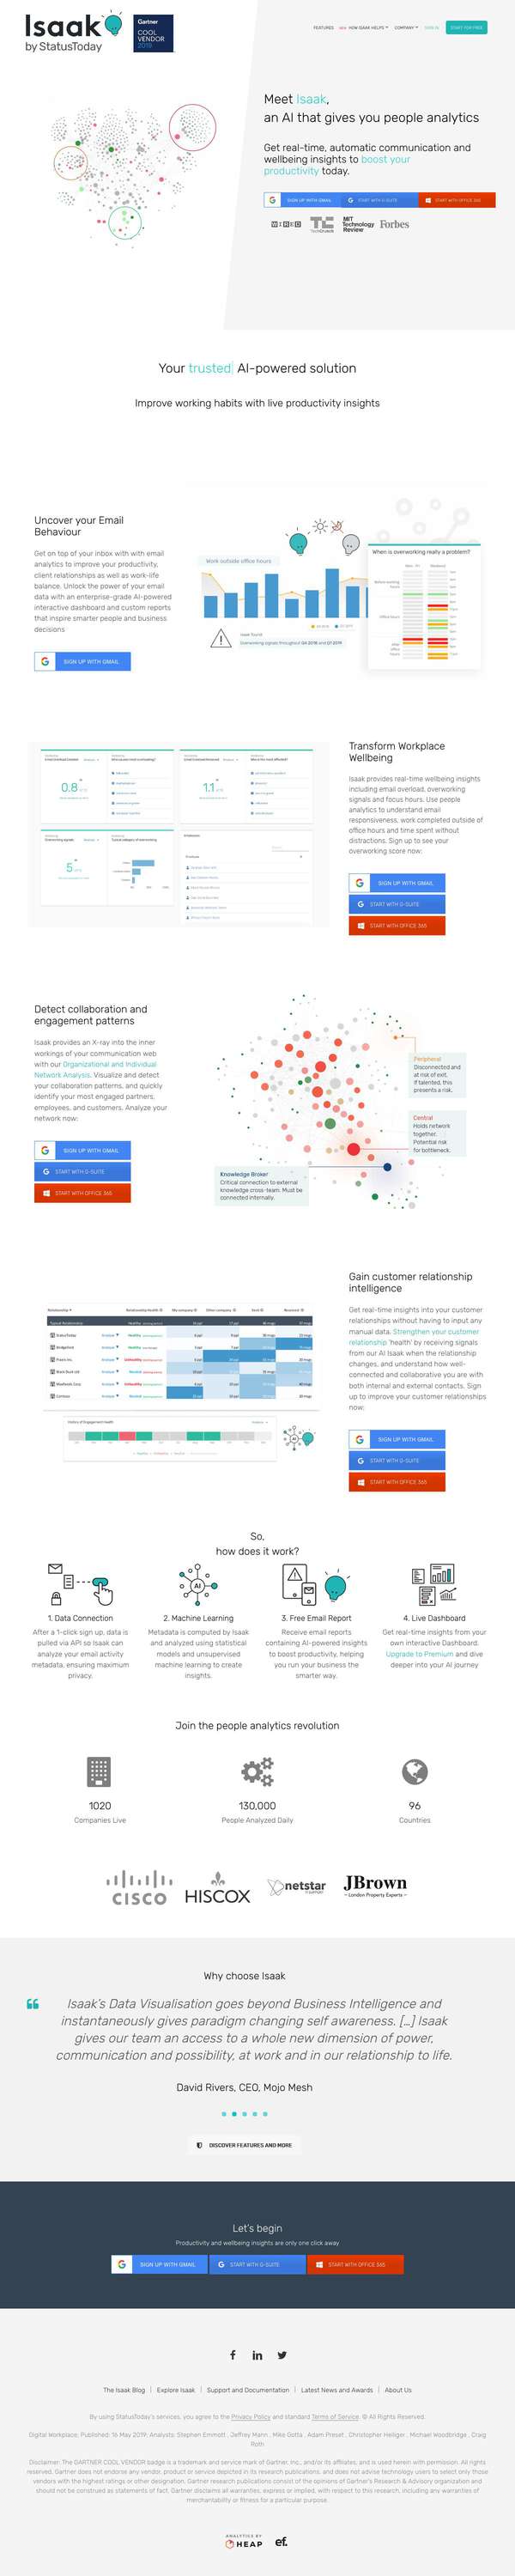 Isaak
by StatusToday
Gartner
COOL
VENDOR
2019
FEATURES NEW HOW ISAAK HELPS COMPANY SIGN IN START FOR FREE
Meet Isaak,
an AI that gives you people analytics
Get real-time, automatic communication and
wellbeing insights to boost your
productivity today.
SIGN UP WITH GMAIL START WITH G-SUITE START WITH OFFICE 365
WIRED TC TechCrunch MIT Technology Review Forbes
Your trusted AI-powered solution
Improve working habits with live productivity insights
Uncover your Email
Behaviour
Get on top of your inbox with with email
analytics to improve your productivity,
client relationships as well as work-life
balance. Unlock the power of your email
data with an enterprise-grade AI-powered
interactive dashboard and custom reports
that inspire smarter people and business
decisions
SIGN UP WITH GMAIL
Work outside office hours
Issue found
Overworking signals throughout Q4 2018 and Q1 2019
When is overworking really a problem?
Transform Workplace
Wellbeing
Isaak provides real-time wellbeing insights
including email overload, overworking
signals and focus hours. Use people
analytics to understand email
responsiveness, work completed outside of
office hours and time spent without
distractions. Sign up to see your
overworking score now:
SIGN UP WITH GMAIL
START WITH G-SUITE
START WITH OFFICE 365
0.8
1.1
5
Detect collaboration and
engagement patterns
Isaak provides an X-ray into the inner
workings of your communication web
with our Organizational and Individual
Network Analysis. Visualize and detect
your collaboration patterns, and quickly
identify your most engaged partners,
employees, and customers. Analyze your
network now:
SIGN UP WITH GMAIL
START WITH G-SUITE
START WITH OFFICE 365
Peripheral
Disconnected and
at risk of exit.
If talented, this
presents a risk.
Central
Holds network
together.
Potential risk
for bottleneck.
Knowledge Broker
Critical connection to external
knowledge cross-team. Must be
connected internally.
Gain customer relationship
intelligence
Get real-time insights into your customer
relationships without having to input any
manual data. Strengthen your customer
relationship 'health' by receiving signals
from our AI Isaak when the relationship
changes, and understand how well-
connected and collaborative you are with
both internal and external contacts. Sign
up to improve your customer relationships
now:
SIGN UP WITH GMAIL
START WITH G-SUITE
START WITH OFFICE 365
So,
how does it work?
AI
1. Data Connection
After a 1-click sign up, data is
pulled via API so Isaak can
analyze your email activity
metadata, ensuring maximum
privacy.
2. Machine Learning
Metadata is computed by Isaak
and analyzed using statistical
models and unsupervised
machine learning to create
insights.
3. Free Email Report
Receive email reports
containing AI-powered insights
to boost productivity, helping
you run your business the
smarter way.
4. Live Dashboard
Get real-time insights from your
own interactive Dashboard.
Upgrade to Premium and dive
deeper into your AI journey
Join the people analytics revolution
1020
Companies Live
130,000
People Analyzed Daily
96
Countries
CISCO HISCOX netstar JBrown
London Property Experts
Why choose Isaak
Isaak's Data Visualisation goes beyond Business Intelligence and
instantaneously gives paradigm changing self awareness. [...] Isaak
gives our team an access to a whole new dimension of power,
communication and possibility, at work and in our relationship to life.
David Rivers, CEO, Mojo Mesh
DISCOVER FEATURES AND MORE
Let's begin
Productivity and wellbeing insights are only one click away
SIGN UP WITH GMAIL START WITH G-SUITE START WITH OFFICE 365
The Isaak Blog | Explore Isaak | Support and Documentation | Latest News and Awards | About Us
By using StatusToday's services, you agree to the Privacy Policy and standard Terms of Service. © All Rights Reserved.
Digital Workplace, Published: 16 May 2019, Analysts: Stephen Emmott , Jeffrey Mann , Mike Gotta , Adam Preset , Christopher Helliger , Michael Woodbridge , Craig
Roth
Disclaimer: The GARTNER COOL VENDOR badge is a trademark and service mark of Gartner, Inc., and/or its affiliates, and is used herein with permission. All rights
reserved. Gartner does not endorse any vendor, product or service depicted in its research publications, and does not advise technology users to select only those
vendors with the highest ratings or other designation. Gartner research publications consist of the opinions of Gartner's Research & Advisory organization and
should not be construed as statements of fact. Gartner disclaims all warranties, express or implied, with respect to this research, including any warranties of
merchantability or fitness for a particular purpose.
ANALYTICS BY
HEAP ef.